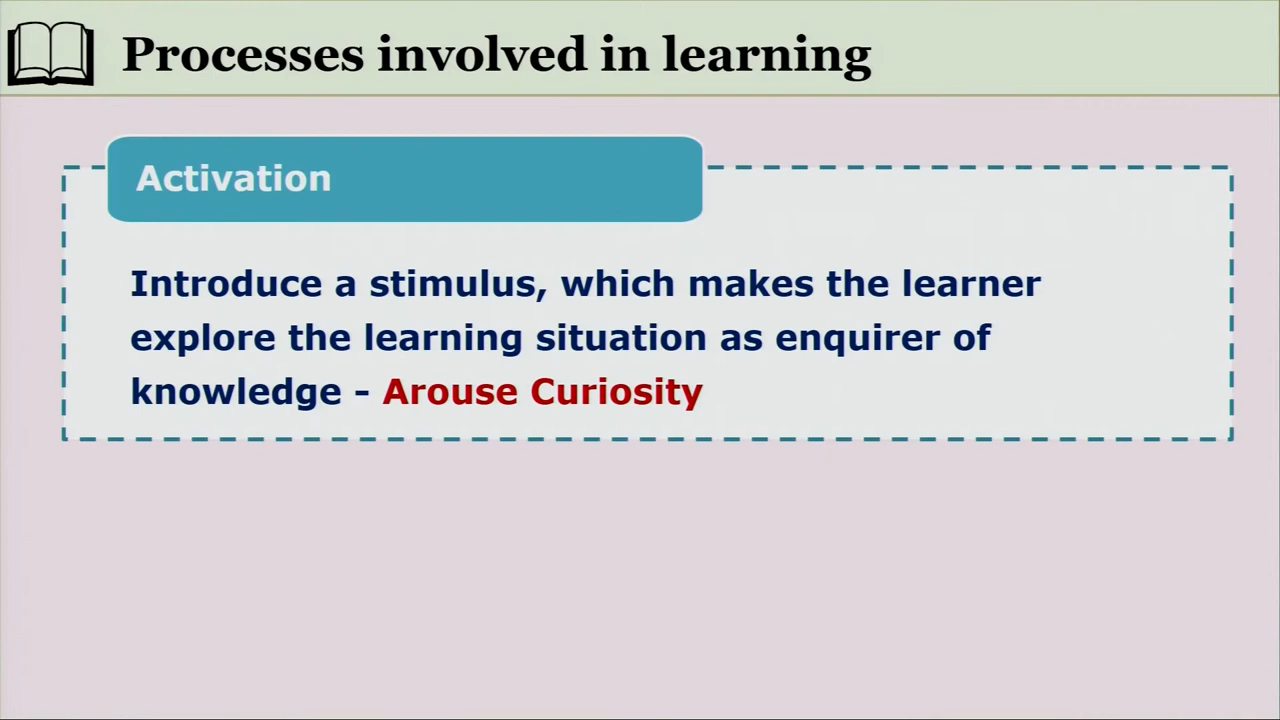 Processes involved in learning
Activation
Introduce a stimulus, which makes the learner
explore the learning situation as enquirer of
knowledge - Arouse Curiosity